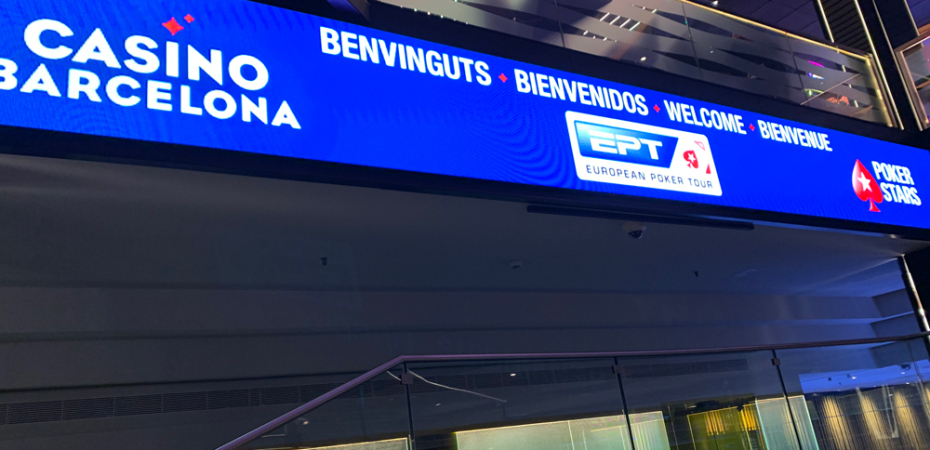 CASINO
BARCELONA
BENVINGUTS ♦ BIENVENIDOS ♦ WELCOME ♦ BIENVENUE
EPT
EUROPEAN POKER TOUR
POKER
STARS